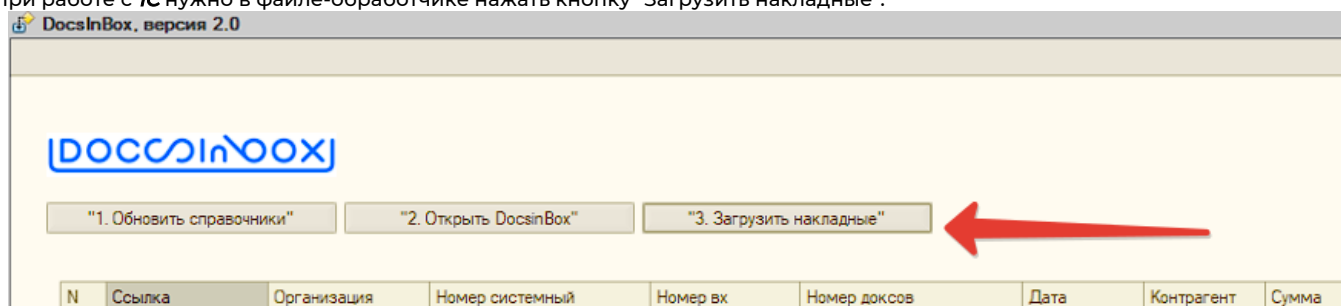 при работе с 1С нужно в файле-обработчике нажать кнопку "Загрузить накладные".
DocsInBox, версия 2.0
DOCSINBOX
"1. Обновить справочники" "2. Открыть DocsinBox" "3. Загрузить накладные"
N Ссылка Организация Номер системный Номер вх Номер доксов Дата Контрагент Сумма